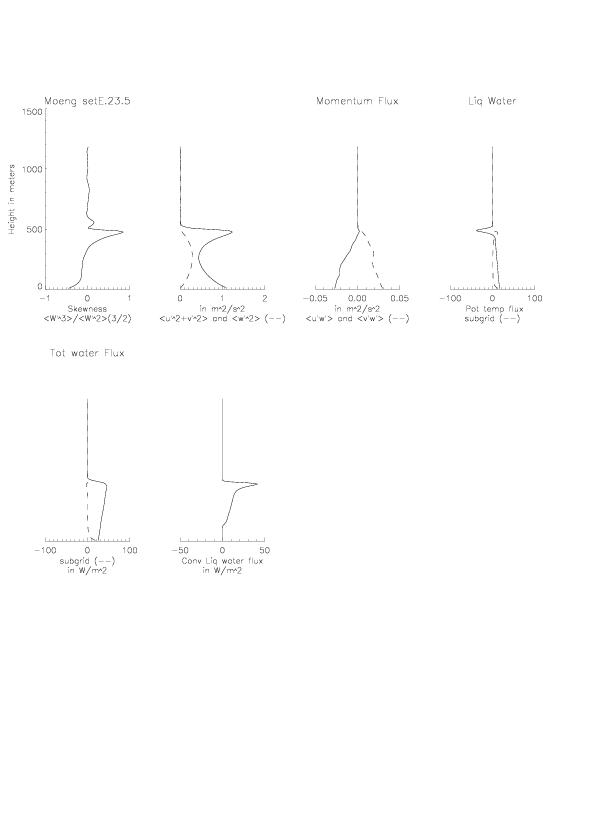 Moeng setE.23.5
Momentum Flux
Liq Water
1500
1000
500
0
Height in meters
-1 0 1
0 1 2
-0.05 0.00 0.05
-100 0 100
Skewness
<W'^3>/<W'^2>(3/2)
in m^2/s^2
<u'^2+v'^2> and <w'^2> (--)
in m^2/s^2
<u'w'> and <v'w'> (--)
Pot temp flux
subgrid (--)
Tot water Flux
-100 0 100
-50 0 50
subgrid (--)
in W/m^2
Conv Liq water flux
in W/m^2